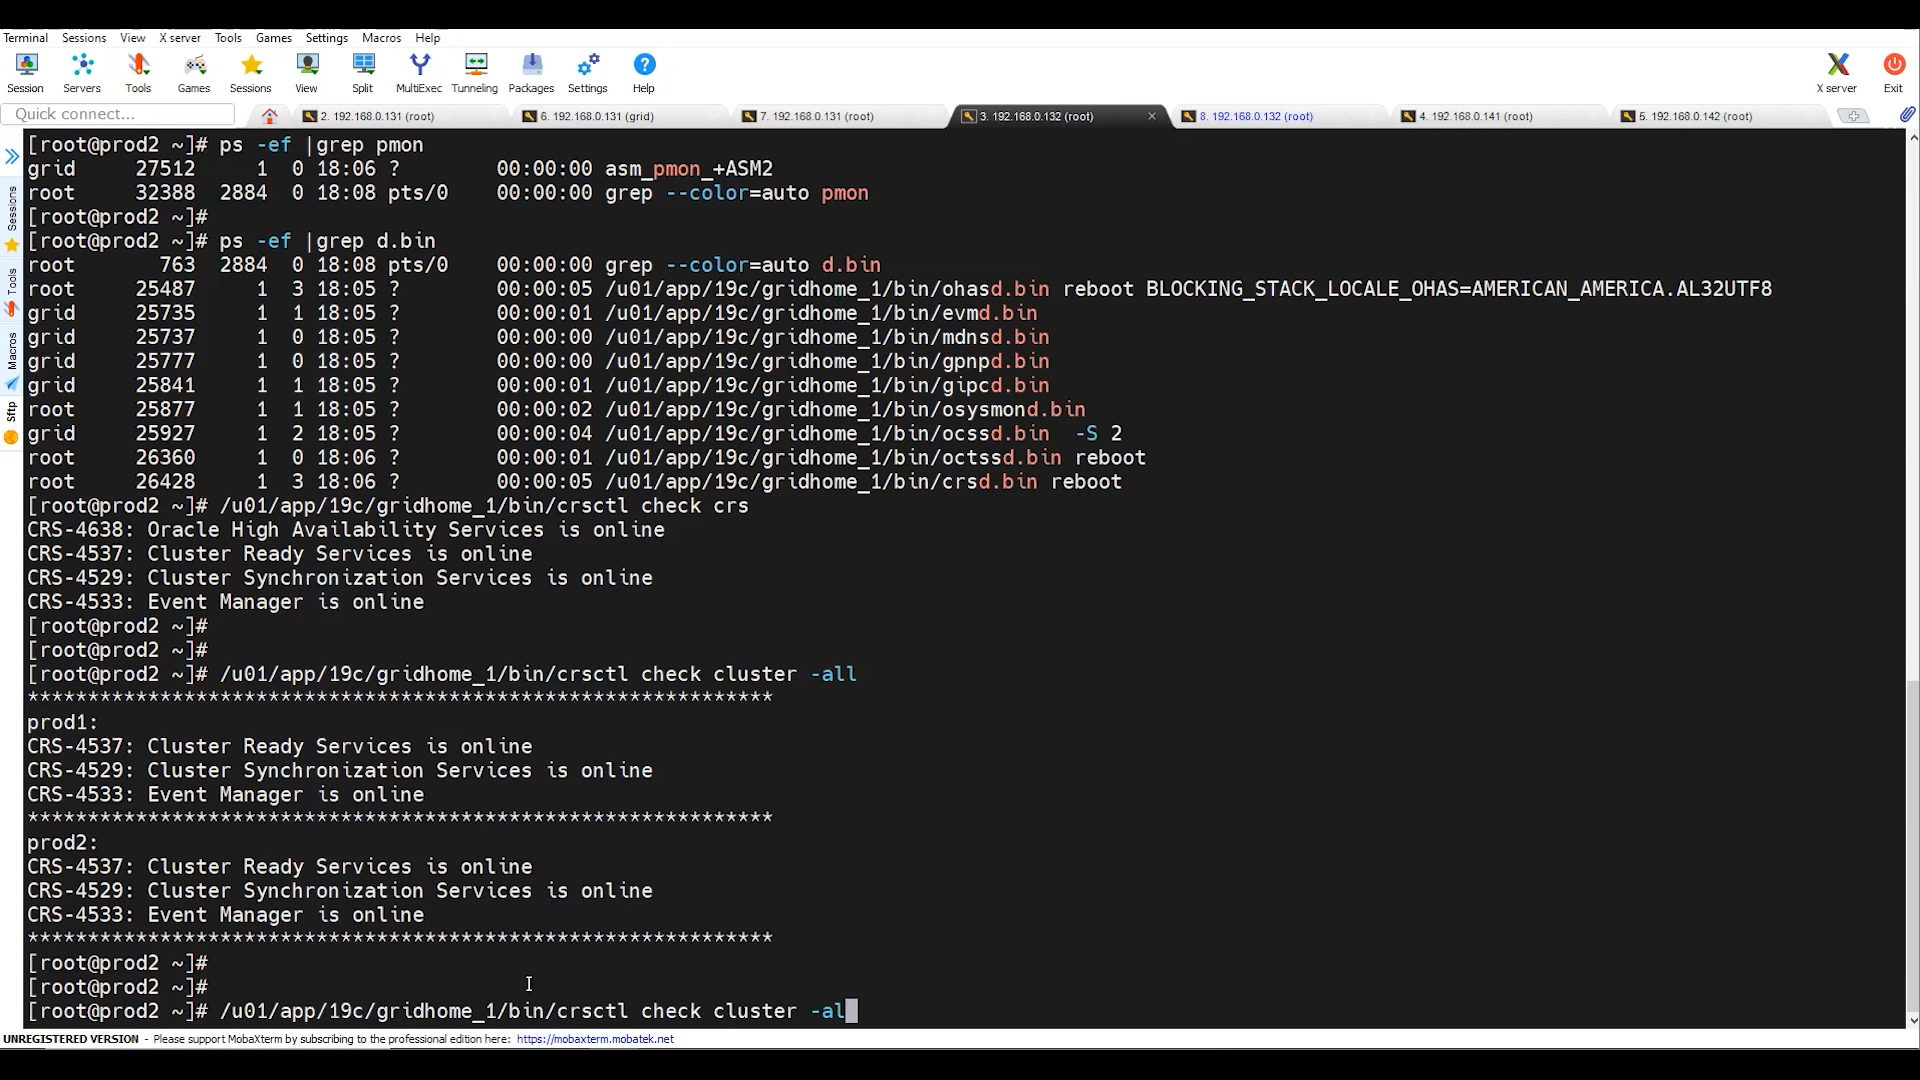 Terminal Sessions View X server Tools Games Settings Macros Help
Session Servers Tools Games Sessions View Split MultiExec Tunneling Packages Settings Help X server Exit
Quick connect... 2. 192.168.0.131 (root) 6. 192.168.0.131 (grid) 7. 192.168.0.131 (root) 3. 192.168.0.132 (root) 8. 192.168.0.132 (root) 4. 192.168.0.141 (root) 5. 192.168.0.142 (root)
Sessions
Tools
Macros
Sftp
[root@prod2 ~]# ps -ef |grep pmon
grid     27512     1  0 18:06 ?        00:00:00 asm_pmon_+ASM2
root     32388  2884  0 18:08 pts/0    00:00:00 grep --color=auto pmon
[root@prod2 ~]#
[root@prod2 ~]# ps -ef |grep d.bin
root       763  2884  0 18:08 pts/0    00:00:00 grep --color=auto d.bin
root     25487     1  3 18:05 ?        00:00:05 /u01/app/19c/gridhome_1/bin/ohasd.bin reboot BLOCKING_STACK_LOCALE_OHAS=AMERICAN_AMERICA.AL32UTF8
grid     25735     1  1 18:05 ?        00:00:01 /u01/app/19c/gridhome_1/bin/evmd.bin
grid     25737     1  0 18:05 ?        00:00:00 /u01/app/19c/gridhome_1/bin/mdnsd.bin
grid     25777     1  0 18:05 ?        00:00:00 /u01/app/19c/gridhome_1/bin/gpnpd.bin
grid     25841     1  1 18:05 ?        00:00:01 /u01/app/19c/gridhome_1/bin/gipcd.bin
root     25877     1  1 18:05 ?        00:00:02 /u01/app/19c/gridhome_1/bin/osysmond.bin
grid     25927     1  2 18:05 ?        00:00:04 /u01/app/19c/gridhome_1/bin/ocssd.bin  -S 2
root     26360     1  0 18:06 ?        00:00:01 /u01/app/19c/gridhome_1/bin/octssd.bin reboot
root     26428     1  3 18:06 ?        00:00:05 /u01/app/19c/gridhome_1/bin/crsd.bin reboot
[root@prod2 ~]# /u01/app/19c/gridhome_1/bin/crsctl check crs
CRS-4638: Oracle High Availability Services is online
CRS-4537: Cluster Ready Services is online
CRS-4529: Cluster Synchronization Services is online
CRS-4533: Event Manager is online
[root@prod2 ~]#
[root@prod2 ~]#
[root@prod2 ~]# /u01/app/19c/gridhome_1/bin/crsctl check cluster -all
**************************************************************
prod1:
CRS-4537: Cluster Ready Services is online
CRS-4529: Cluster Synchronization Services is online
CRS-4533: Event Manager is online
**************************************************************
prod2:
CRS-4537: Cluster Ready Services is online
CRS-4529: Cluster Synchronization Services is online
CRS-4533: Event Manager is online
**************************************************************
[root@prod2 ~]#
[root@prod2 ~]#
[root@prod2 ~]# /u01/app/19c/gridhome_1/bin/crsctl check cluster -al
UNREGISTERED VERSION - Please support MobaXterm by subscribing to the professional edition here: https://mobaxterm.mobatek.net